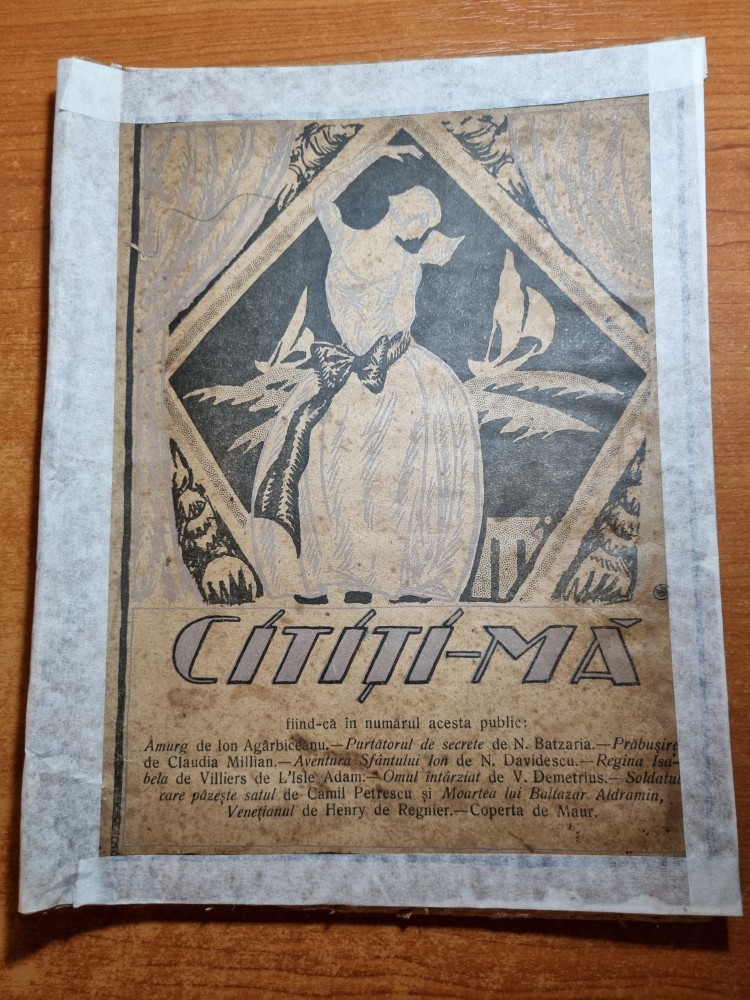 CITIȚI-MĂ
fiind-că în numărul acesta public:
Amurg de Ion Agârbiceanu.—Purtătorul de secrete de N. Batzaria.—Prăbușire
de Claudia Millian.—Aventura Sfântului Ion de N. Davidescu.—Regina Isa-
bela de Villiers de L'Isle Adam.—Omul întârziat de V. Demetrius.—Soldatul
care păzește satul de Camil Petrescu și Moartea lui Baltazar Aldramin,
Venețianul de Henry de Regnier.—Coperta de Maur.